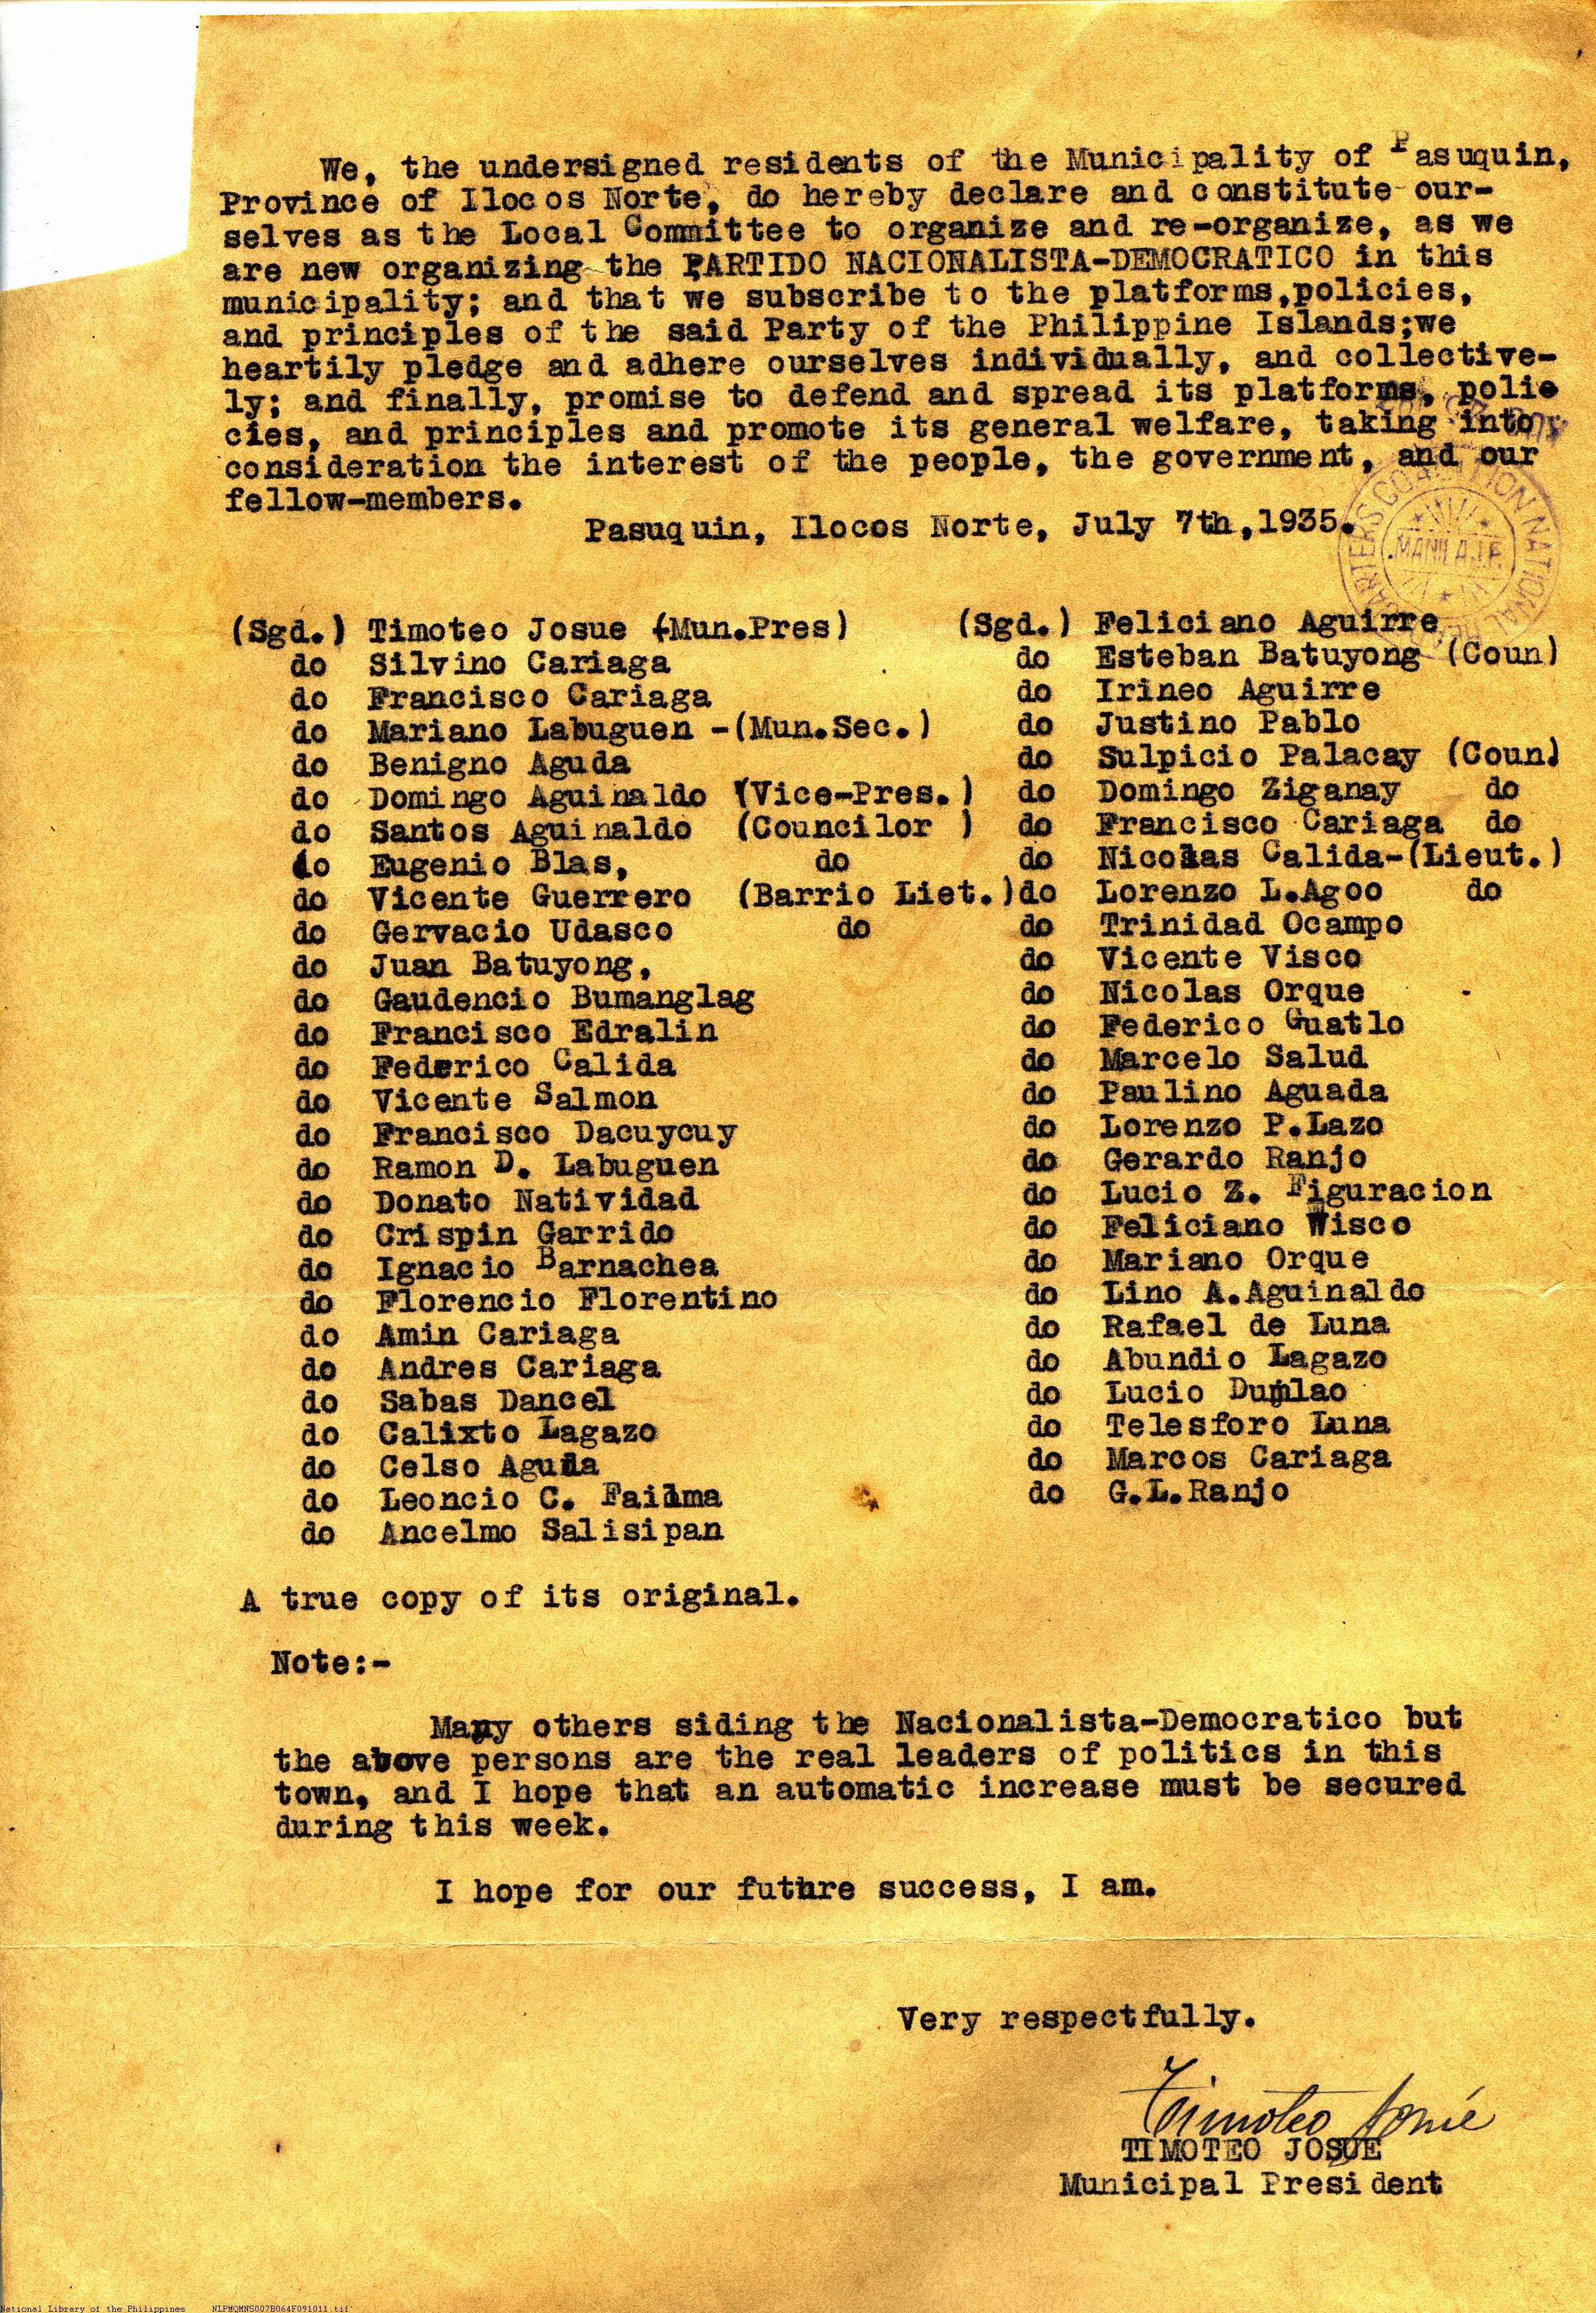 We, the undersigned residents of the Municipality of Pasuquin,
Province of Ilocos Norte, do hereby declare and constitute our-
selves as the Local Committee to organize and re-organize, as we
are new organizing the PARTIDO NACIONALISTA-DEMOCRATICO in this
municipality; and that we subscribe to the platforms,policies,
and principles of the said Party of the Philippine Islands;we
heartily pledge and adhere ourselves individually, and collective-
ly; and finally, promise to defend and spread its platforms, polie
cies, and principles and promote its general welfare, taking into
consideration the interest of the people, the government, and our
fellow-members.
Pasuquin, Ilocos Norte, July 7th,1935.
MANILA J.F.
(Sgd.) Timoteo Josue (Mun.Pres) (Sgd.) Feliciano Aguirre
do Silvino Cariaga do Esteban Batuyong (Coun)
do Francisco Cariaga do Irineo Aguirre
do Mariano Labuguen -(Mun.Sec.) do Justino Pablo
do Benigno Aguda do Sulpicio Palacay (Coun)
do Domingo Aguinaldo (Vice-Pres.) do Domingo Ziganay do
do Santos Aguinaldo (Councilor ) do Francisco Cariaga do
do Eugenio Blas, do do Nicolas Calida-(Lieut.)
do Vicente Guerrero (Barrio Liet.)do Lorenzo L.Agoo do
do Gervacio Udasco do do Trinidad Ocampo
do Juan Batuyong, do Vicente Visco
do Gaudencio Bumanglag do Nicolas Orque
do Francisco Edralin do Federico Guatlo
do Federico Calida do Marcelo Salud
do Vicente Salmon do Paulino Aguada
do Francisco Dacuycuy do Lorenzo P.Lazo
do Ramon D. Labuguen do Gerardo Ranjo
do Donato Natividad do Lucio Z. Figuracion
do Crispin Garrido do Feliciano Wisco
do Ignacio Barnachea do Mariano Orque
do Florencio Florentino do Lino A.Aguinaldo
do Amin Cariaga do Rafael de Luna
do Andres Cariaga do Abundio Lagazo
do Sabas Dancel do Lucio Dumlao
do Calixto Lagazo do Telesforo Luna
do Celso Aguda do Marcos Cariaga
do Leoncio C. Failma do G.L.Ranjo
do Ancelmo Salisipan
A true copy of its original.
Note:-
Many others siding the Nacionalista-Democratico but
the above persons are the real leaders of politics in this
town, and I hope that an automatic increase must be secured
during this week.
I hope for our future success, I am.
Very respectfully.
Timoteo Josué
TIMOTEO JOSUE
Municipal President
National Library of the Philippines NLPMQMNS007B064F091011.tif